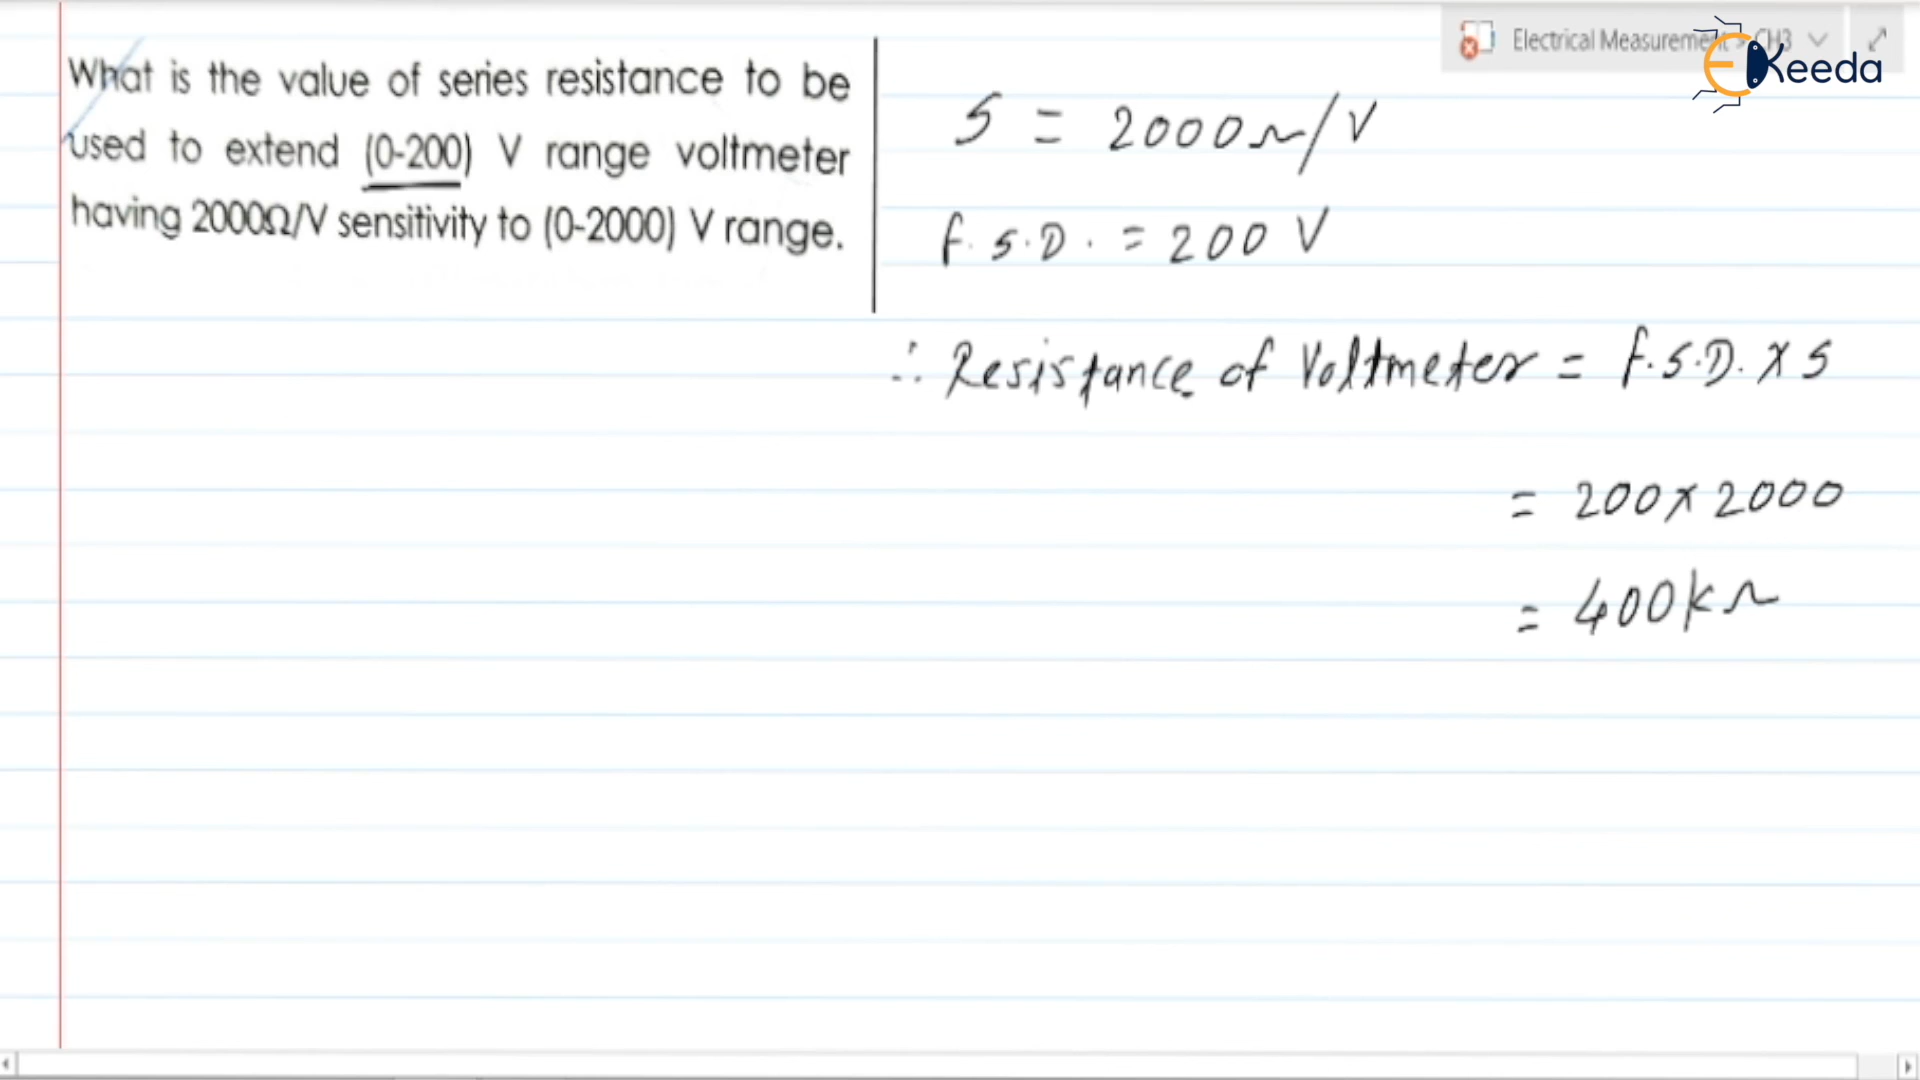 Electrical Measurement > CH3
EKeeda
What is the value of series resistance to be
used to extend (0-200) V range voltmeter
having 2000Ω/V sensitivity to (0-2000) V range.
S = 2000Ω/V
F.S.D. = 200 V
∴ Resistance of Voltmeter = F.S.D. x S
= 200 x 2000
= 400kΩ